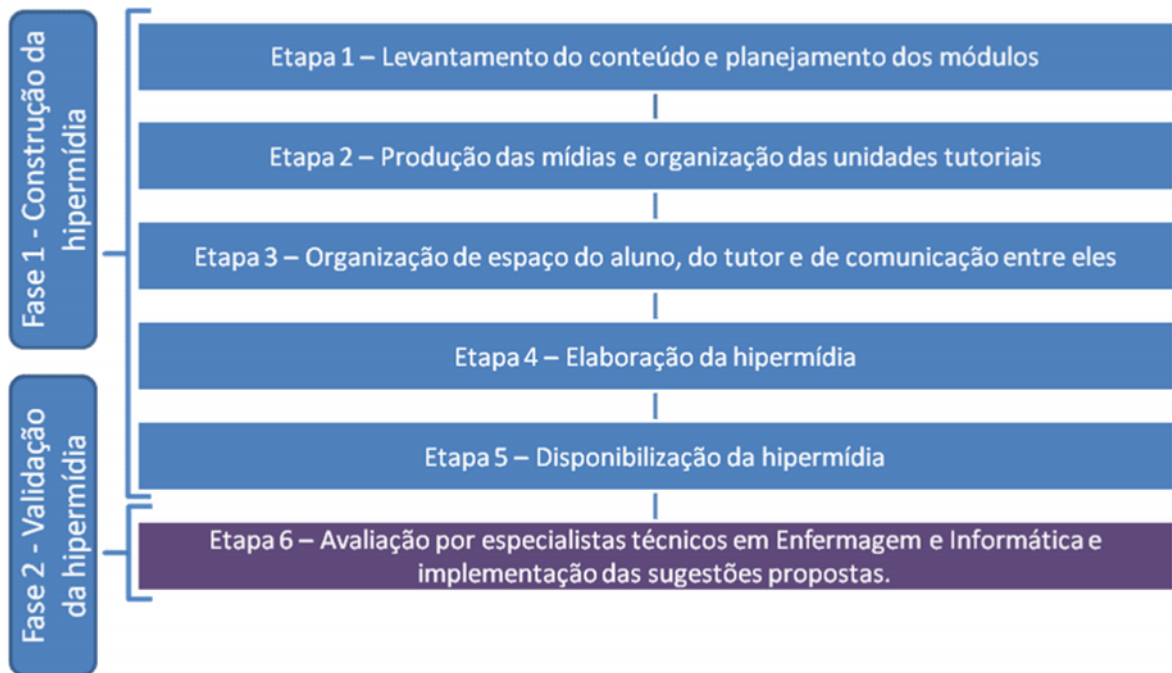 Fase 1 - Construção da
hipermídia
Etapa 1 – Levantamento do conteúdo e planejamento dos módulos
Etapa 2 – Produção das mídias e organização das unidades tutoriais
Etapa 3 – Organização de espaço do aluno, do tutor e de comunicação entre eles
Etapa 4 – Elaboração da hipermídia
Etapa 5 – Disponibilização da hipermídia
Fase 2 - Validação
da hipermídia
Etapa 6 – Avaliação por especialistas técnicos em Enfermagem e Informática e
implementação das sugestões propostas.